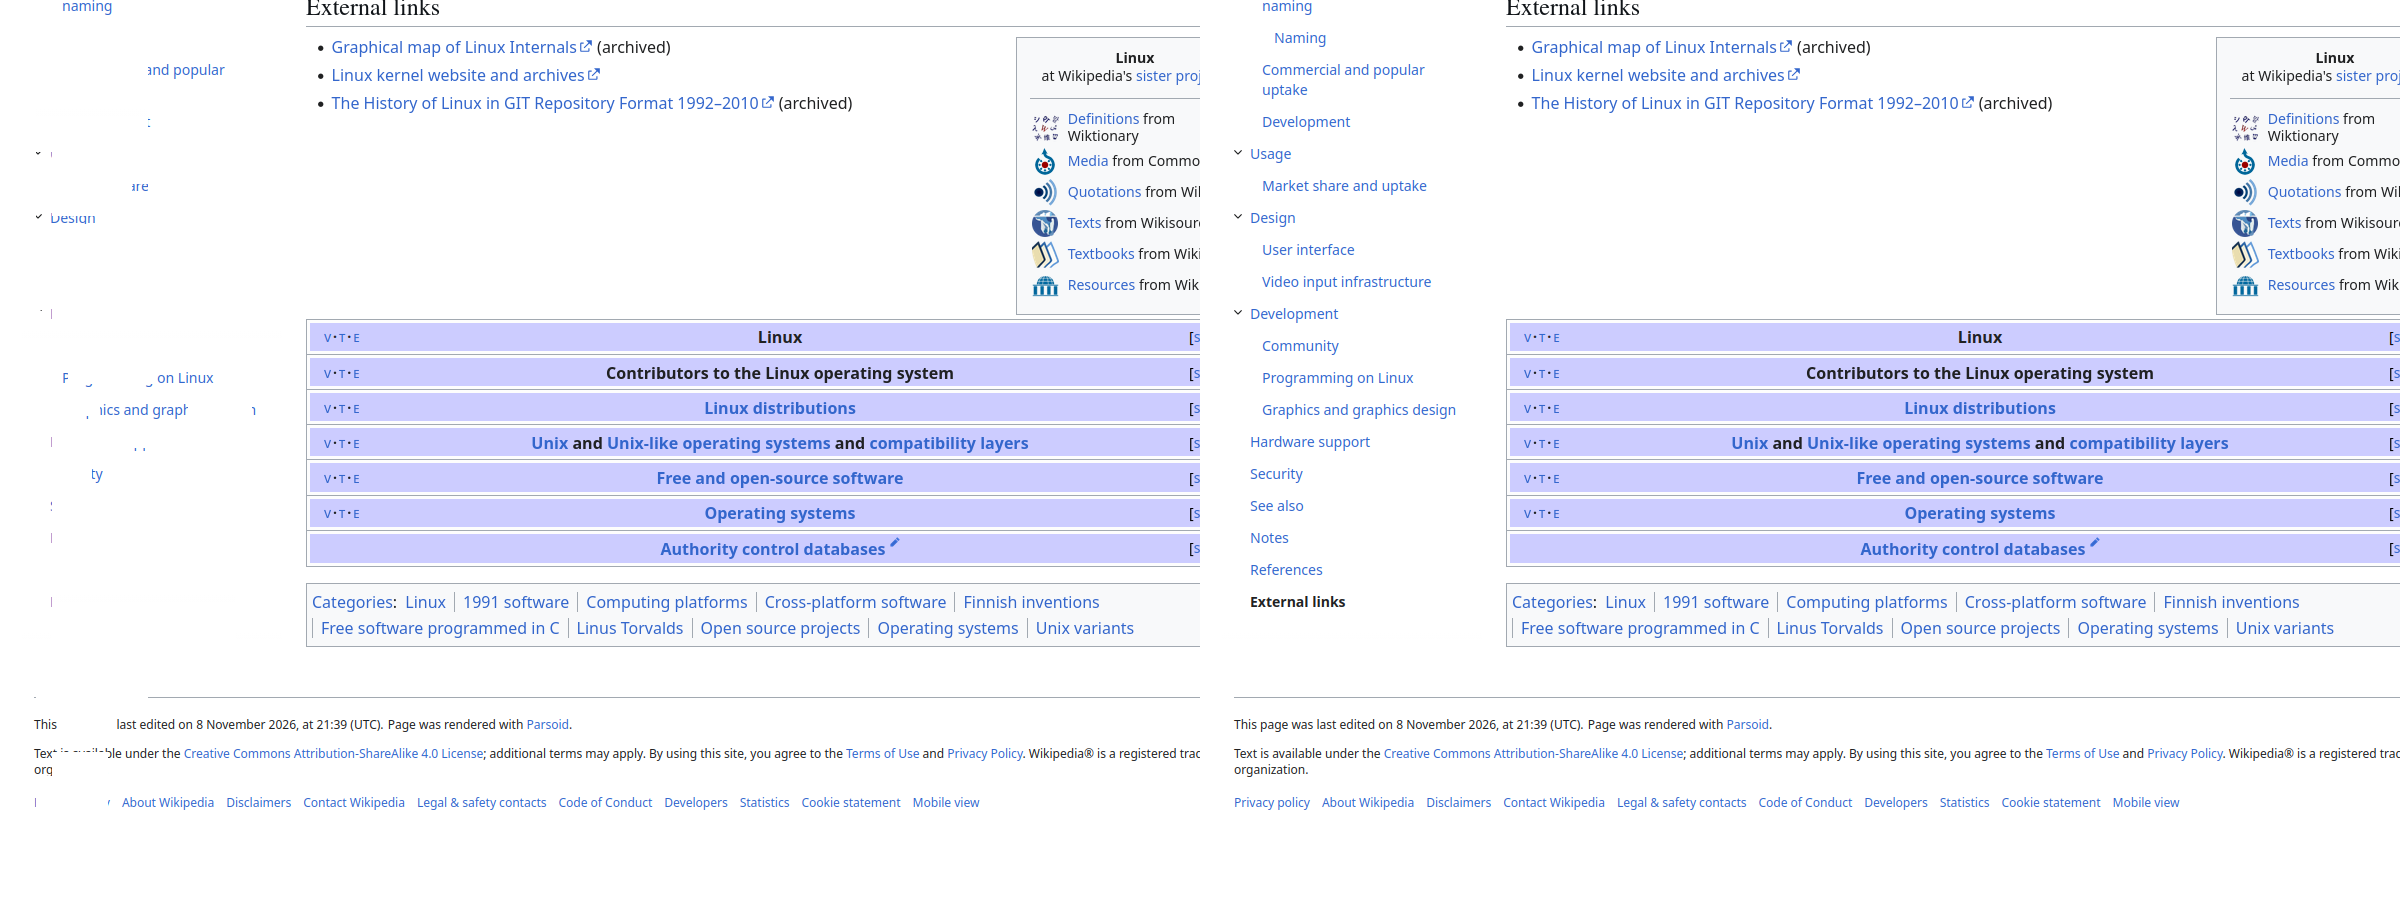 naming
and popular
are
Design
on Linux
and
External links
Graphical map of Linux Internals (archived)
Linux kernel website and archives
The History of Linux in GIT Repository Format 1992–2010 (archived)
Linux
at Wikipedia's sister
Definitions from
Wiktionary
Media from
Quotations from
Texts from
Textbooks from
Resources from
V·T·E Linux
V·T·E Contributors to the Linux operating system
V·T·E Linux distributions
V·T·E Unix and Unix-like operating systems and compatibility layers
V·T·E Free and open-source software
V·T·E Operating systems
Authority control databases
Categories: Linux | 1991 software | Computing platforms | Cross-platform software | Finnish inventions
| Free software programmed in C | Linus Torvalds | Open source projects | Operating systems | Unix variants
This last edited on 8 November 2026, at 21:39 (UTC). Page was rendered with Parsoid.
under the Creative Commons Attribution-ShareAlike 4.0 License; additional terms may apply. By using this site, you agree to the Terms of Use and Privacy Policy. Wikipedia® is a registered
About Wikipedia Disclaimers Contact Wikipedia Legal & safety contacts Code of Conduct Developers Statistics Cookie statement Mobile view
naming
Naming
Commercial and popular
uptake
Development
Usage
Market share and uptake
Design
User interface
Video input infrastructure
Development
Community
Programming on Linux
Graphics and graphics design
Hardware support
Security
See also
Notes
References
External links
External links
Graphical map of Linux Internals (archived)
Linux kernel website and archives
The History of Linux in GIT Repository Format 1992–2010 (archived)
Linux
at Wikipedia's sister
Definitions from
Wiktionary
Media from
Quotations from
Texts from
Textbooks from
Resources from
V·T·E Linux
V·T·E Contributors to the Linux operating system
V·T·E Linux distributions
V·T·E Unix and Unix-like operating systems and compatibility layers
V·T·E Free and open-source software
V·T·E Operating systems
Authority control databases
Categories: Linux | 1991 software | Computing platforms | Cross-platform software | Finnish inventions
| Free software programmed in C | Linus Torvalds | Open source projects | Operating systems | Unix variants
This page was last edited on 8 November 2026, at 21:39 (UTC). Page was rendered with Parsoid.
Text is available under the Creative Commons Attribution-ShareAlike 4.0 License; additional terms may apply. By using this site, you agree to the Terms of Use and Privacy Policy. Wikipedia® is a registered
organization.
Privacy policy About Wikipedia Disclaimers Contact Wikipedia Legal & safety contacts Code of Conduct Developers Statistics Cookie statement Mobile view